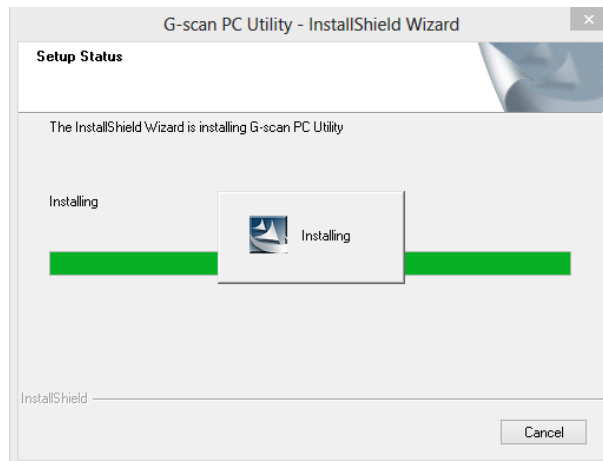 G-scan PC Utility - InstallShield Wizard
Setup Status
The InstallShield Wizard is installing G-scan PC Utility
Installing
Installing
InstallShield
Cancel